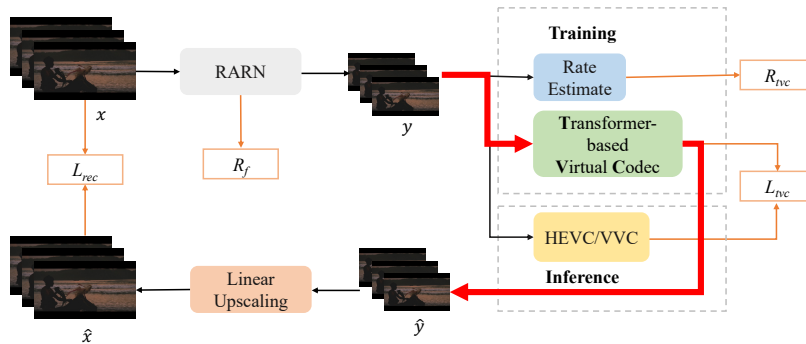 Training
RARN
Rate
Estimate
R_tvc
x
y
Transformer-
based
Virtual Codec
L_rec
R_f
L_tvc
HEVC/VVC
Linear
Upscaling
Inference
x̂
ŷ